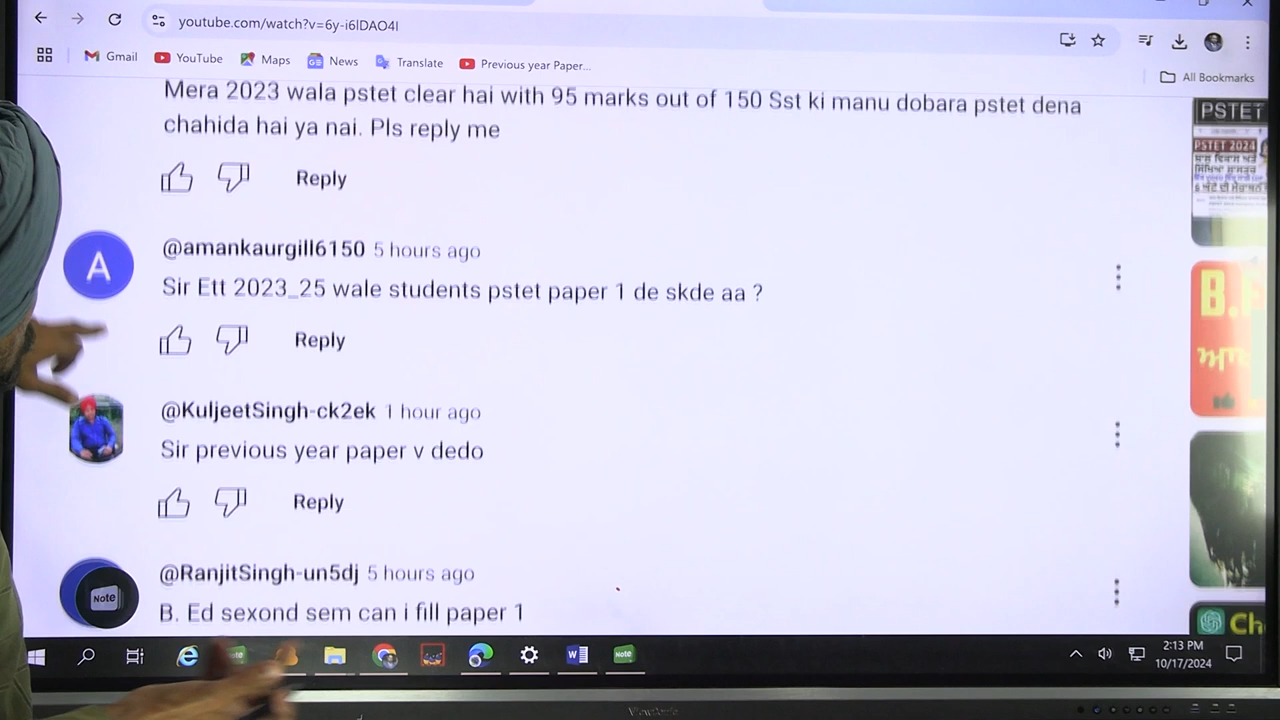 youtube.com/watch?v=6y-i6lDAO4I
Gmail
YouTube
Maps
News
Translate
Previous year Paper...
All Bookmarks
Mera 2023 wala pstet clear hai with 95 marks out of 150 Sst ki manu dobara pstet dena
chahida hai ya nai. Pls reply me
Reply
A
@amankaurgill6150 5 hours ago
Sir Ett 2023_25 wale students pstet paper 1 de skde aa ?
Reply
@KuljeetSingh-ck2ek 1 hour ago
Sir previous year paper v dedo
Reply
Note
@RanjitSingh-un5dj 5 hours ago
B. Ed sexond sem can i fill paper 1
PSTET
PSTET 2024
Note
2:13 PM
10/17/2024
ViewSonic